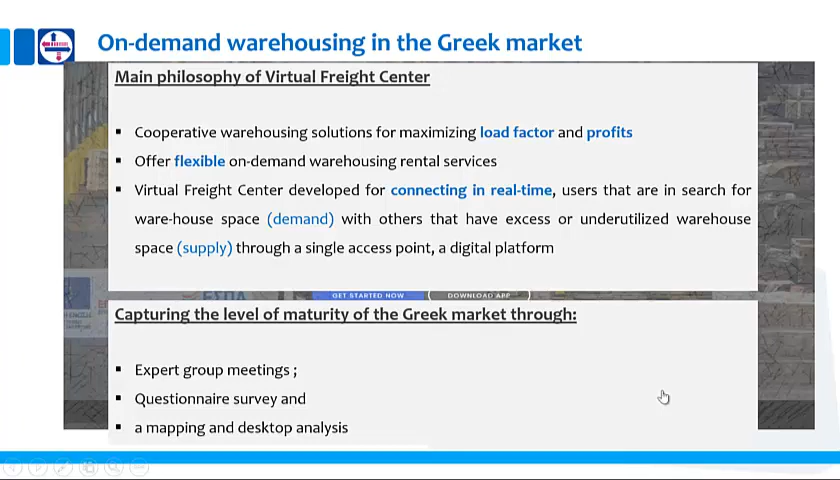 On-demand warehousing in the Greek market
Main philosophy of Virtual Freight Center
▪ Cooperative warehousing solutions for maximizing load factor and profits
▪ Offer flexible on-demand warehousing rental services
▪ Virtual Freight Center developed for connecting in real-time, users that are in search for
ware-house space (demand) with others that have excess or underutilized warehouse
space (supply) through a single access point, a digital platform
ΕΣΠΑ
GET STARTED NOW
DOWNLOAD APP
Capturing the level of maturity of the Greek market through:
▪ Expert group meetings ;
▪ Questionnaire survey and
▪ a mapping and desktop analysis